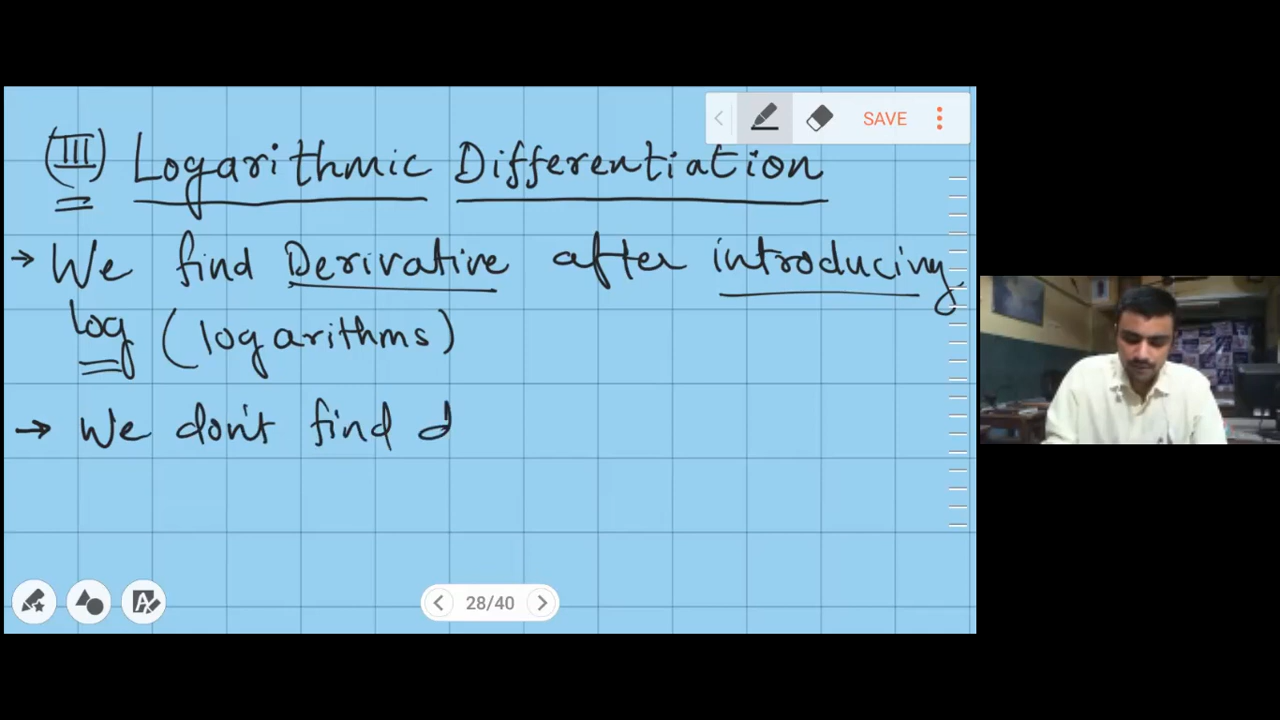 SAVE
(III) Logarithmic Differentiation
→ We find Derivative after introducing
log (logarithms)
→ We don't find d
28/40